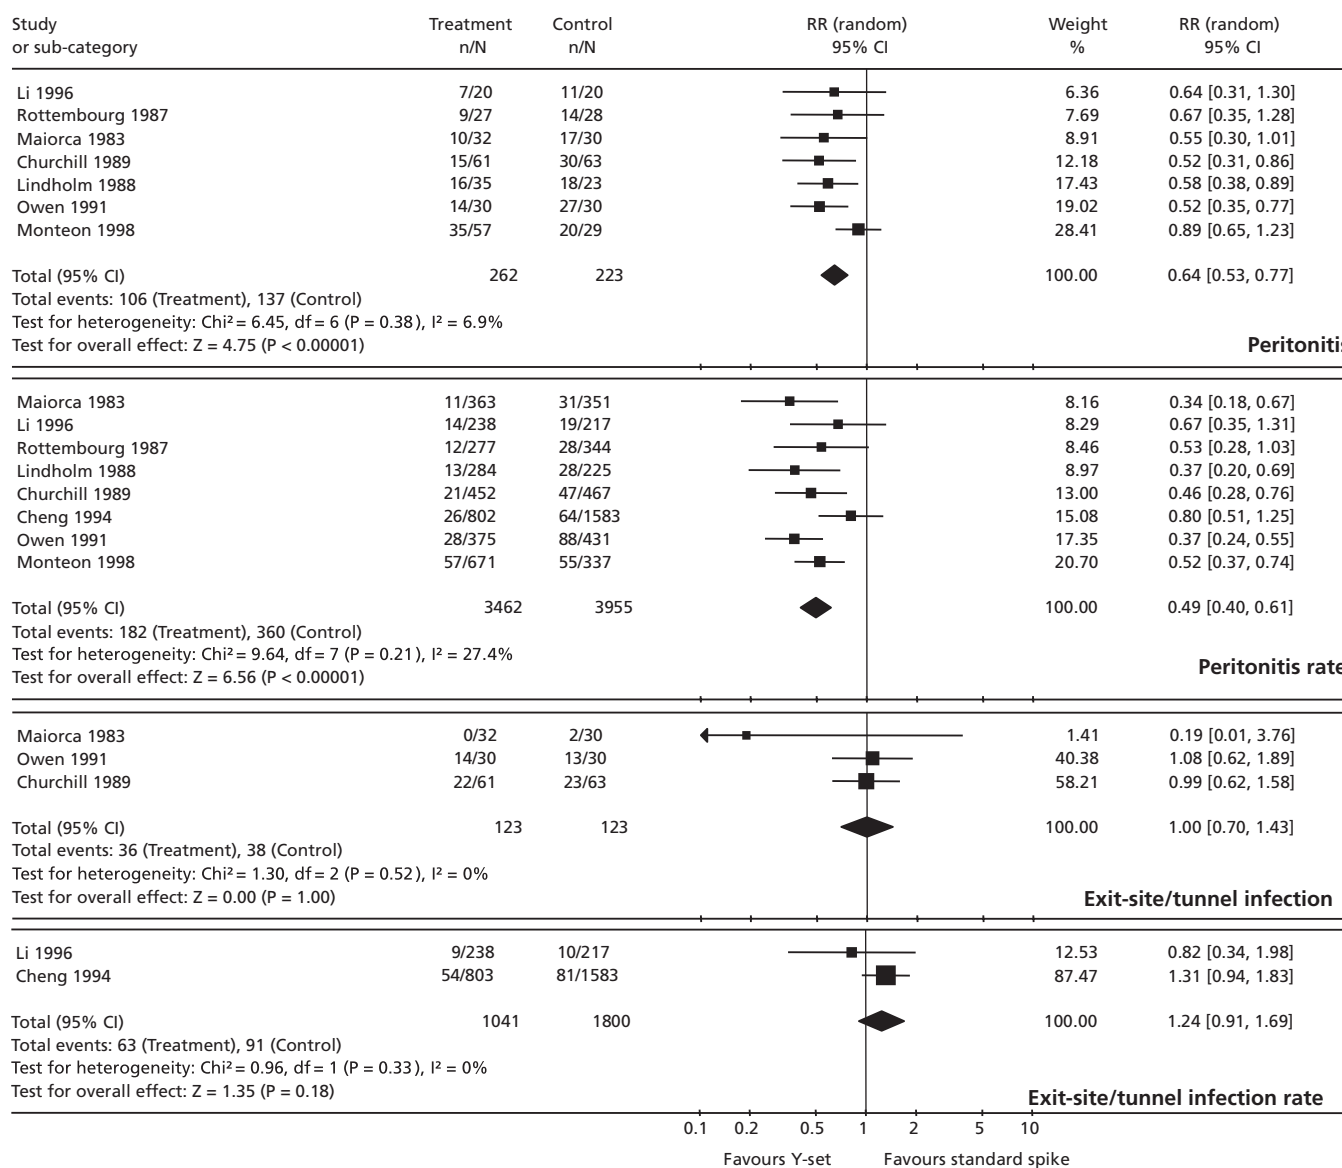 Study Treatment Control RR (random) Weight RR (random)
or sub-category n/N n/N 95% CI % 95% CI
Li 1996 7/20 11/20 6.36 0.64 [0.31, 1.30]
Rottembourg 1987 9/27 14/28 7.69 0.67 [0.35, 1.28]
Maiorca 1983 10/32 17/30 8.91 0.55 [0.30, 1.01]
Churchill 1989 15/61 30/63 12.18 0.52 [0.31, 0.86]
Lindholm 1988 16/35 18/23 17.43 0.58 [0.38, 0.89]
Owen 1991 14/30 27/30 19.02 0.52 [0.35, 0.77]
Monteon 1998 35/57 20/29 28.41 0.89 [0.65, 1.23]
Total (95% CI) 262 223 100.00 0.64 [0.53, 0.77]
Total events: 106 (Treatment), 137 (Control)
Test for heterogeneity: Chi² = 6.45, df = 6 (P = 0.38), I² = 6.9%
Test for overall effect: Z = 4.75 (P < 0.00001) Peritonitis
Maiorca 1983 11/363 31/351 8.16 0.34 [0.18, 0.67]
Li 1996 14/238 19/217 8.29 0.67 [0.35, 1.31]
Rottembourg 1987 12/277 28/344 8.46 0.53 [0.28, 1.03]
Lindholm 1988 13/284 28/225 8.97 0.37 [0.20, 0.69]
Churchill 1989 21/452 47/467 13.00 0.46 [0.28, 0.76]
Cheng 1994 26/802 64/1583 15.08 0.80 [0.51, 1.25]
Owen 1991 28/375 88/431 17.35 0.37 [0.24, 0.55]
Monteon 1998 57/671 55/337 20.70 0.52 [0.37, 0.74]
Total (95% CI) 3462 3955 100.00 0.49 [0.40, 0.61]
Total events: 182 (Treatment), 360 (Control)
Test for heterogeneity: Chi² = 9.64, df = 7 (P = 0.21), I² = 27.4%
Test for overall effect: Z = 6.56 (P < 0.00001) Peritonitis rate
Maiorca 1983 0/32 2/30 1.41 0.19 [0.01, 3.76]
Owen 1991 14/30 13/30 40.38 1.08 [0.62, 1.89]
Churchill 1989 22/61 23/63 58.21 0.99 [0.62, 1.58]
Total (95% CI) 123 123 100.00 1.00 [0.70, 1.43]
Total events: 36 (Treatment), 38 (Control)
Test for heterogeneity: Chi² = 1.30, df = 2 (P = 0.52), I² = 0%
Test for overall effect: Z = 0.00 (P = 1.00) Exit-site/tunnel infection
Li 1996 9/238 10/217 12.53 0.82 [0.34, 1.98]
Cheng 1994 54/803 81/1583 87.47 1.31 [0.94, 1.83]
Total (95% CI) 1041 1800 100.00 1.24 [0.91, 1.69]
Total events: 63 (Treatment), 91 (Control)
Test for heterogeneity: Chi² = 0.96, df = 1 (P = 0.33), I² = 0%
Test for overall effect: Z = 1.35 (P = 0.18) Exit-site/tunnel infection rate
0.1 0.2 0.5 1 2 5 10
Favours Y-set Favours standard spike